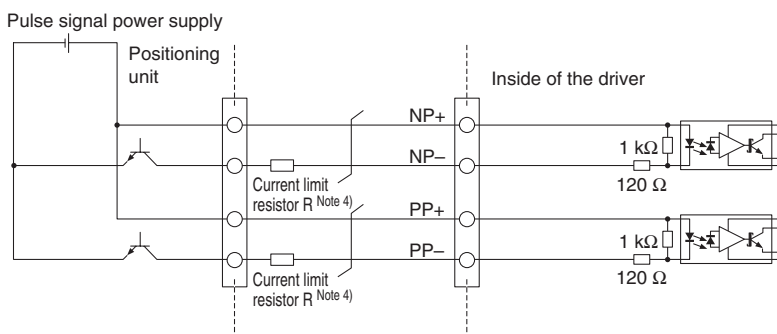 Pulse signal power supply
Positioning
unit
Inside of the driver
NP+
1 kΩ
NP−
120 Ω
Current limit
resistor R Note 4)
PP+
1 kΩ
PP−
120 Ω
Current limit
resistor R Note 4)